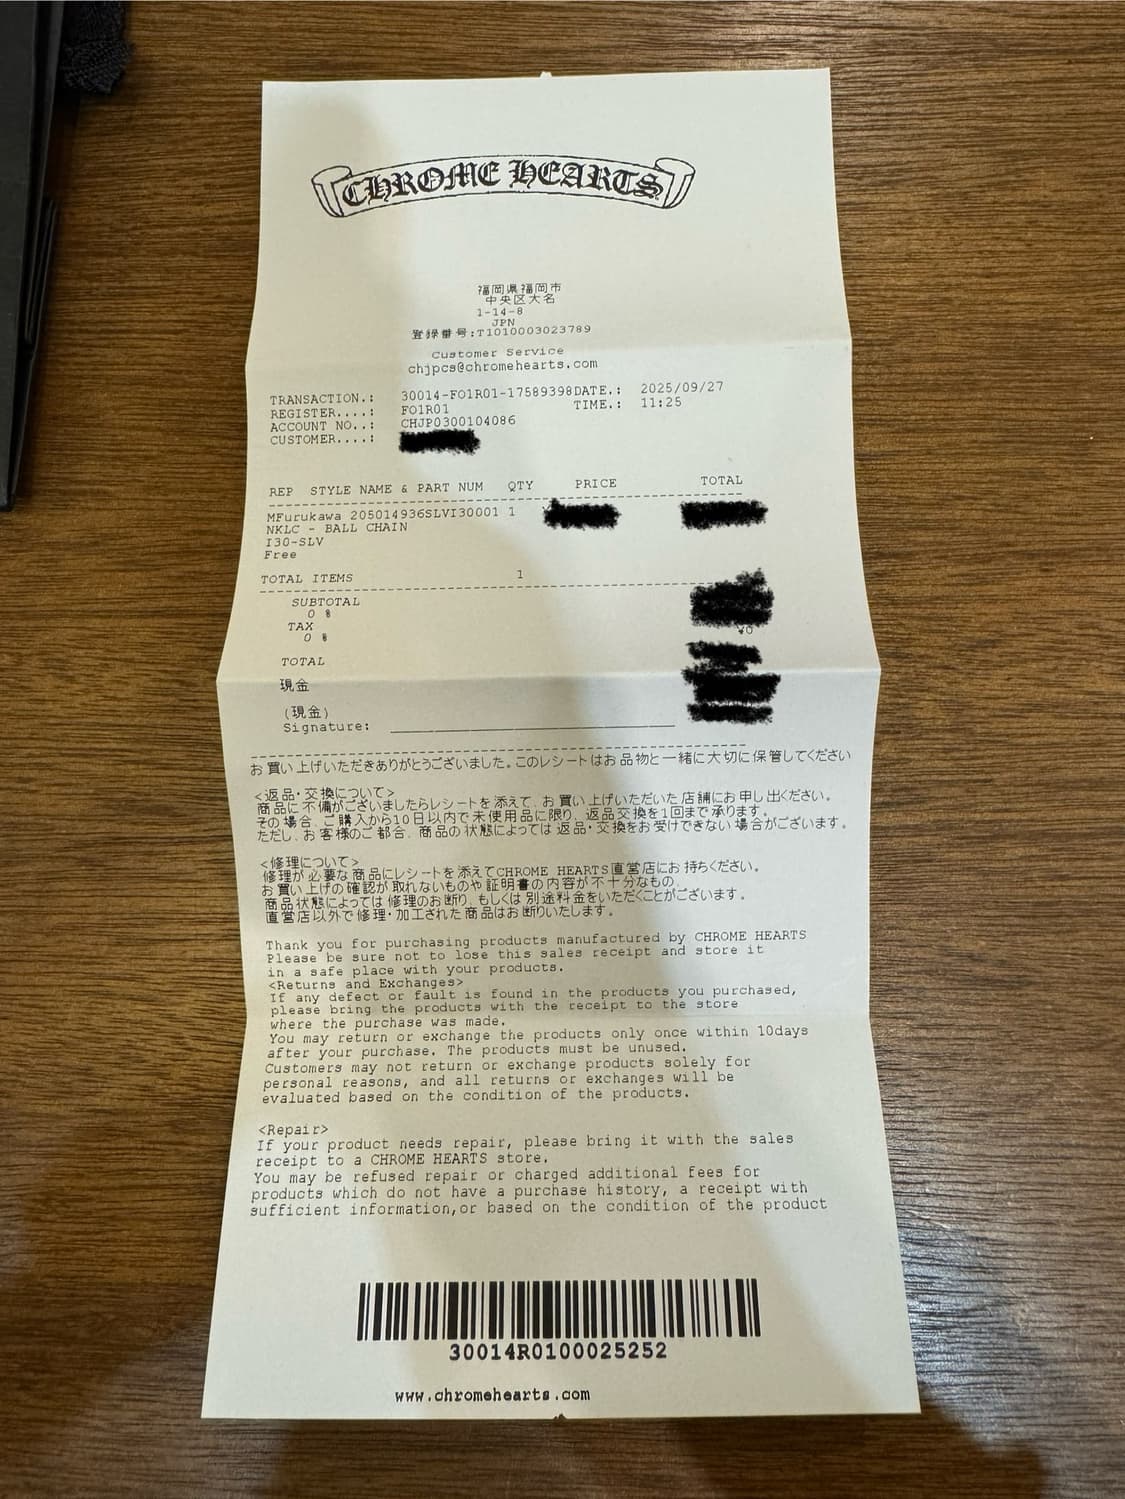 CHROME HEARTS
福岡県福岡市
中央区大名
1-14-8
JPN
登録番号:T1010003023789
Customer Service
chjpcs@chromehearts.com
TRANSACTION.: 30014-F01R01-17589398DATE.: 2025/09/27
REGISTER....: F01R01 TIME.: 11:25
ACCOUNT NO..: CHJP0300104086
CUSTOMER....:
REP STYLE NAME & PART NUM QTY PRICE TOTAL
MFurukawa 205014936SLVI30001 1
NKLC - BALL CHAIN
I30-SLV
Free
TOTAL ITEMS 1
SUBTOTAL
0 %
TAX ¥0
0 %
TOTAL
現金
(現金)
Signature:
お買い上げいただきありがとうございました。このレシートはお品物と一緒に大切に保管してください
<返品・交換について>
商品に不備がございましたらレシートを添えて、お買い上げいただいた店舗にお申し出ください。
その場合、ご購入から10日以内で未使用品に限り、返品交換を1回まで承ります。
ただし、お客様のご都合、商品の状態によっては返品・交換をお受けできない場合がございます。
<修理について>
修理が必要な商品にレシートを添えてCHROME HEARTS直営店にお持ちください。
お買い上げの確認が取れないものや証明書の内容が不十分なもの、
商品状態によっては修理のお断り、もしくは別途料金をいただくことがございます。
直営店以外で修理・加工された商品はお断りいたします。
Thank you for purchasing products manufactured by CHROME HEARTS
Please be sure not to lose this sales receipt and store it
in a safe place with your products.
<Returns and Exchanges>
If any defect or fault is found in the products you purchased,
please bring the products with the receipt to the store
where the purchase was made.
You may return or exchange the products only once within 10days
after your purchase. The products must be unused.
Customers may not return or exchange products solely for
personal reasons, and all returns or exchanges will be
evaluated based on the condition of the products.
<Repair>
If your product needs repair, please bring it with the sales
receipt to a CHROME HEARTS store.
You may be refused repair or charged additional fees for
products which do not have a purchase history, a receipt with
sufficient information,or based on the condition of the product
30014R0100025252
www.chromehearts.com